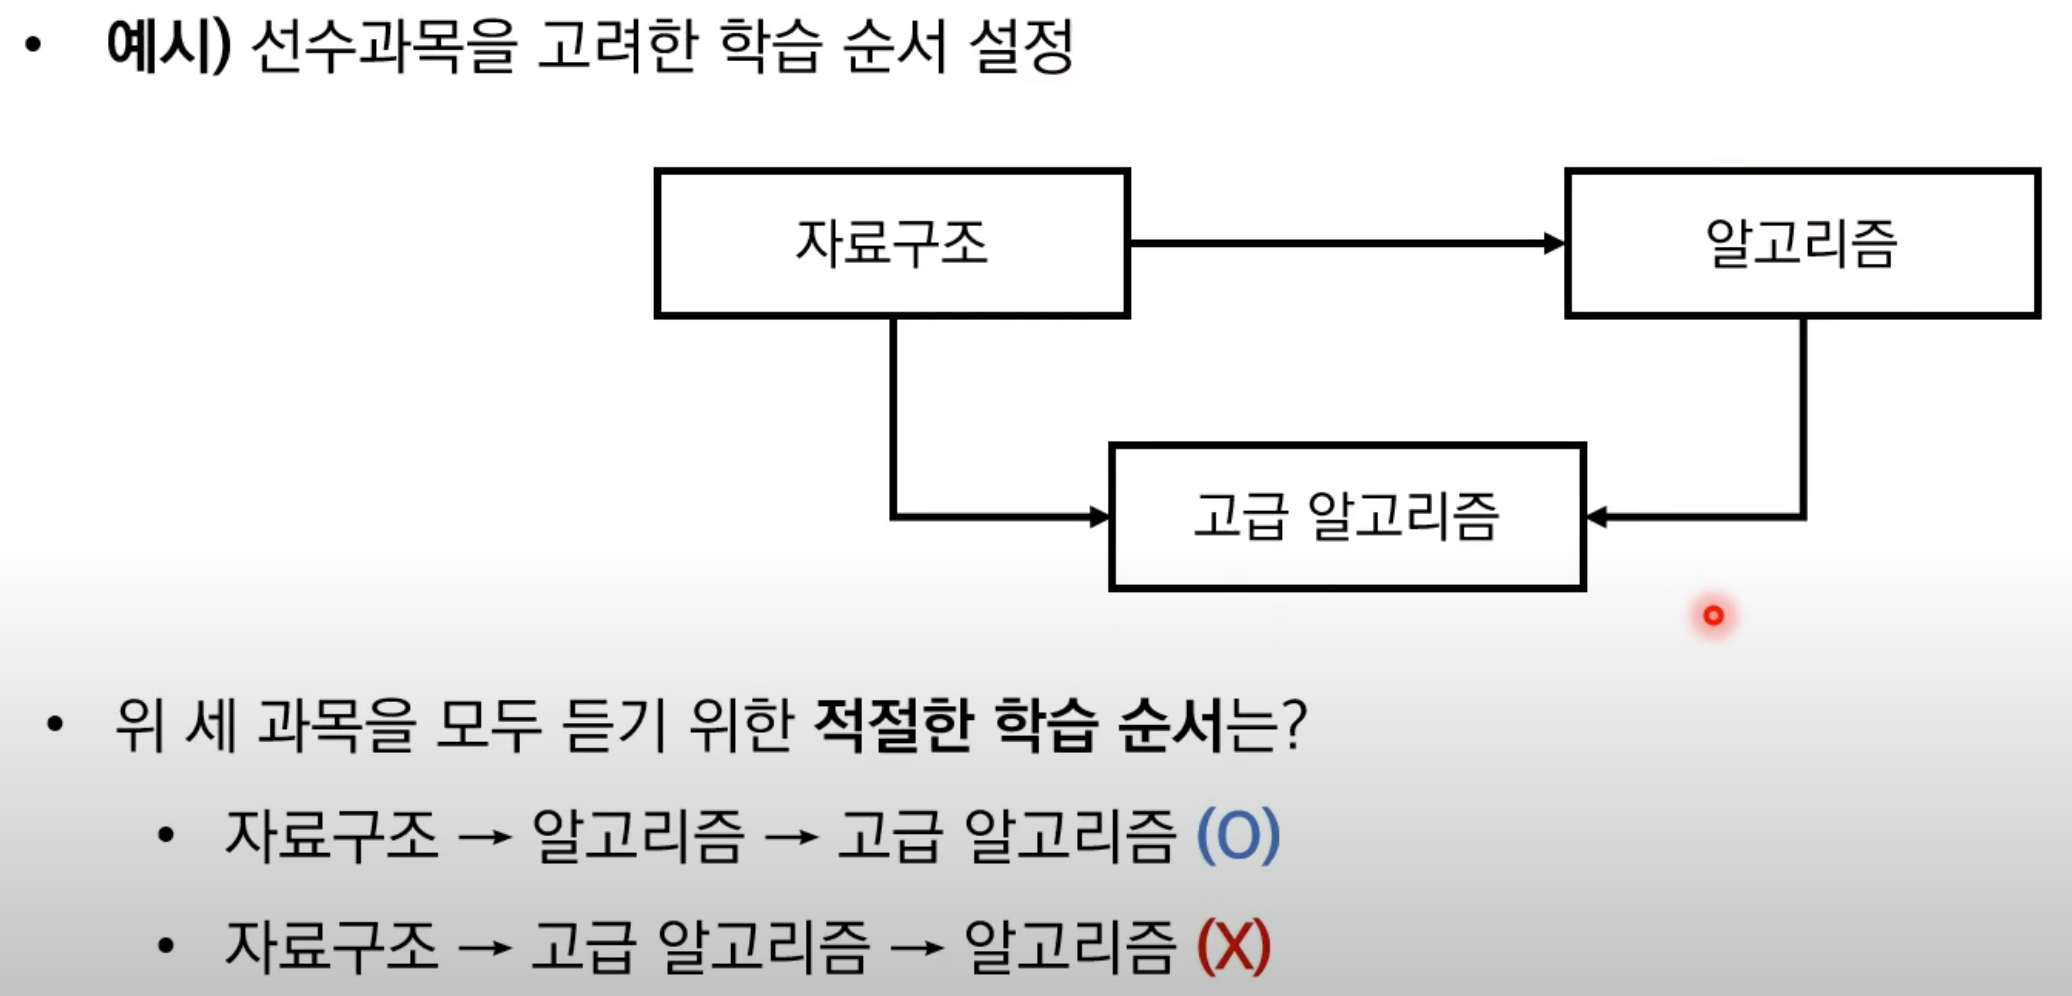 • 예시) 선수과목을 고려한 학습 순서 설정
자료구조
알고리즘
고급 알고리즘
• 위 세 과목을 모두 듣기 위한 적절한 학습 순서는?
• 자료구조 → 알고리즘 → 고급 알고리즘 (O)
• 자료구조 → 고급 알고리즘 → 알고리즘 (X)